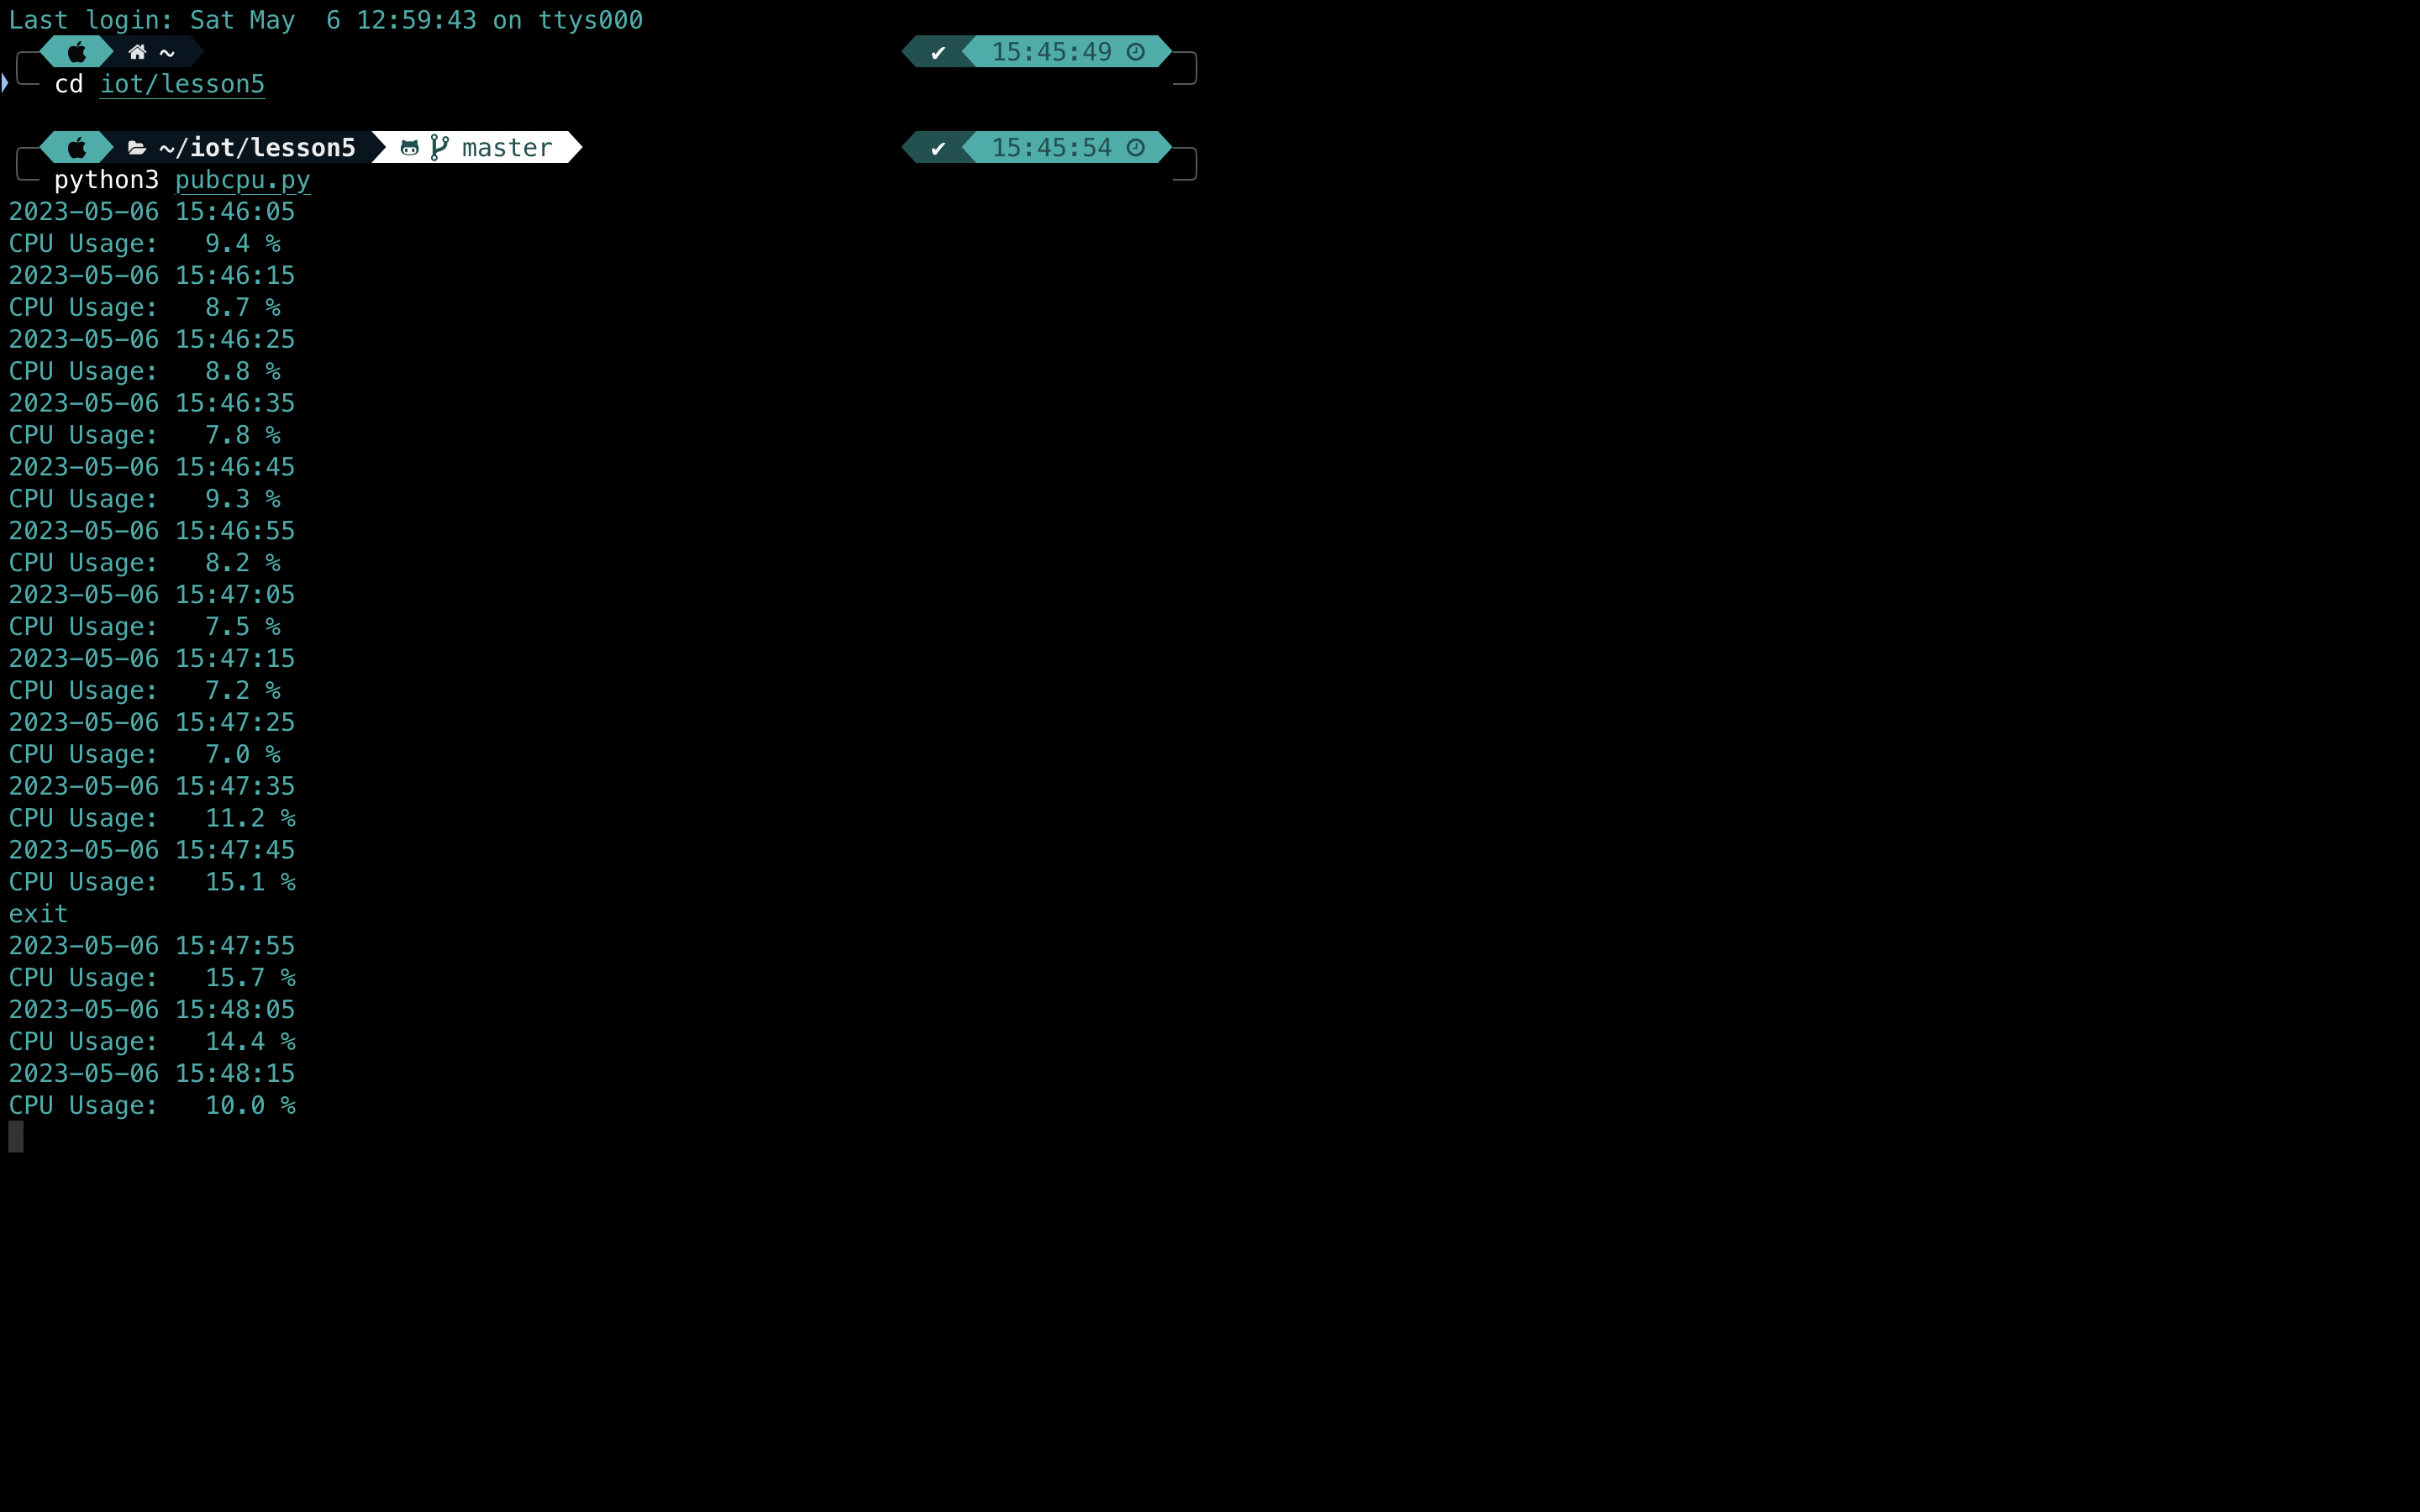 Last login: Sat May  6 12:59:43 on ttys000
~ ✔ 15:45:49
cd iot/lesson5
~/iot/lesson5 master ✔ 15:45:54
python3 pubcpu.py
2023-05-06 15:46:05
CPU Usage:   9.4 %
2023-05-06 15:46:15
CPU Usage:   8.7 %
2023-05-06 15:46:25
CPU Usage:   8.8 %
2023-05-06 15:46:35
CPU Usage:   7.8 %
2023-05-06 15:46:45
CPU Usage:   9.3 %
2023-05-06 15:46:55
CPU Usage:   8.2 %
2023-05-06 15:47:05
CPU Usage:   7.5 %
2023-05-06 15:47:15
CPU Usage:   7.2 %
2023-05-06 15:47:25
CPU Usage:   7.0 %
2023-05-06 15:47:35
CPU Usage:   11.2 %
2023-05-06 15:47:45
CPU Usage:   15.1 %
exit
2023-05-06 15:47:55
CPU Usage:   15.7 %
2023-05-06 15:48:05
CPU Usage:   14.4 %
2023-05-06 15:48:15
CPU Usage:   10.0 %